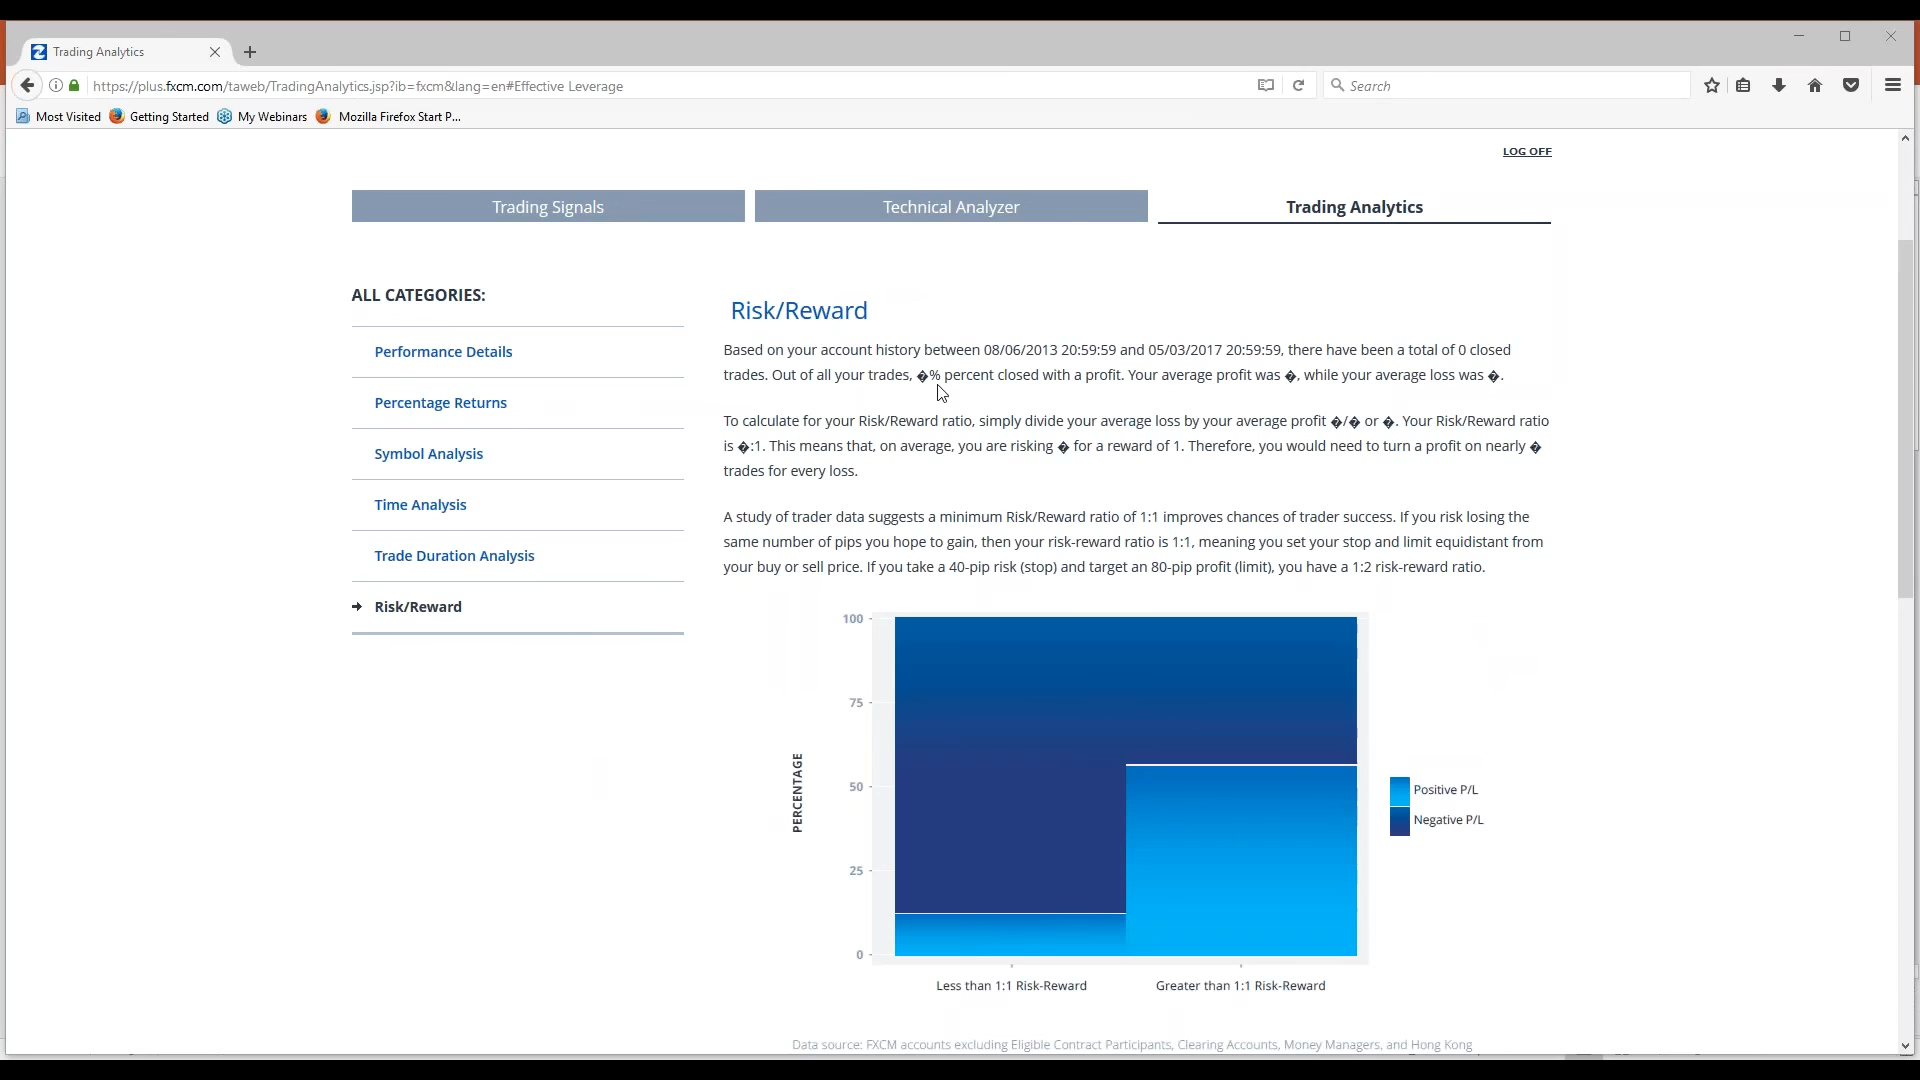 Trading Analytics
https://plus.fxcm.com/taweb/TradingAnalytics.jsp?ib=fxcm&lang=en#Effective Leverage
Search
Most Visited Getting Started My Webinars Mozilla Firefox Start P...
LOG OFF
Trading Signals Technical Analyzer Trading Analytics
ALL CATEGORIES:
Performance Details
Percentage Returns
Symbol Analysis
Time Analysis
Trade Duration Analysis
Risk/Reward
Risk/Reward
Based on your account history between 08/06/2013 20:59:59 and 05/03/2017 20:59:59, there have been a total of 0 closed
trades. Out of all your trades, �% percent closed with a profit. Your average profit was �, while your average loss was �.
To calculate for your Risk/Reward ratio, simply divide your average loss by your average profit �/� or �. Your Risk/Reward ratio
is �:1. This means that, on average, you are risking � for a reward of 1. Therefore, you would need to turn a profit on nearly �
trades for every loss.
A study of trader data suggests a minimum Risk/Reward ratio of 1:1 improves chances of trader success. If you risk losing the
same number of pips you hope to gain, then your risk-reward ratio is 1:1, meaning you set your stop and limit equidistant from
your buy or sell price. If you take a 40-pip risk (stop) and target an 80-pip profit (limit), you have a 1:2 risk-reward ratio.
100
75
50
25
0
PERCENTAGE
Positive P/L
Negative P/L
Less than 1:1 Risk-Reward Greater than 1:1 Risk-Reward
Data source: FXCM accounts excluding Eligible Contract Participants, Clearing Accounts, Money Managers, and Hong Kong